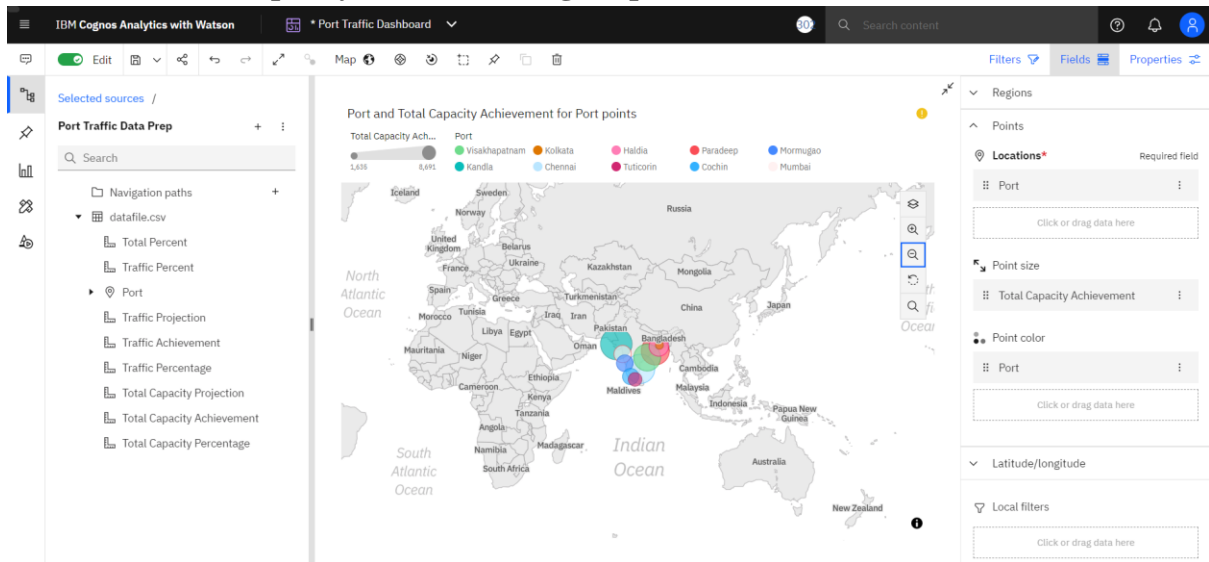 IBM Cognos Analytics with Watson
* Port Traffic Dashboard
302
Search content
Edit
Map
Filters
Fields
Properties
Selected sources /
Port Traffic Data Prep
Search
Navigation paths
datafile.csv
Total Percent
Traffic Percent
Port
Traffic Projection
Traffic Achievement
Traffic Percentage
Total Capacity Projection
Total Capacity Achievement
Total Capacity Percentage
Port and Total Capacity Achievement for Port points
Total Capacity Ach...
1,635 8,691
Port
Visakhapatnam Kolkata Haldia Paradeep Mormugao
Kandla Chennai Tuticorin Cochin Mumbai
Iceland
Sweden
Norway
Russia
United
Kingdom
Belarus
Ukraine
France
Kazakhstan
Mongolia
North
Atlantic
Ocean
Spain
Greece
Turkmenistan
China
Japan
Morocco
Tunisia
Iraq
Iran
Pakistan
Libya
Egypt
Bangladesh
Oman
Mauritania
Niger
Cambodia
Ethiopia
Cameroon
Maldives
Malaysia
Kenya
Indonesia
Papua New
Guinea
Tanzania
Angola
Madagascar
Namibia
South Africa
South
Atlantic
Ocean
Indian
Ocean
Australia
New Zealand
Regions
Points
Locations* Required field
Port
Click or drag data here
Point size
Total Capacity Achievement
Point color
Port
Click or drag data here
Latitude/longitude
Local filters
Click or drag data here